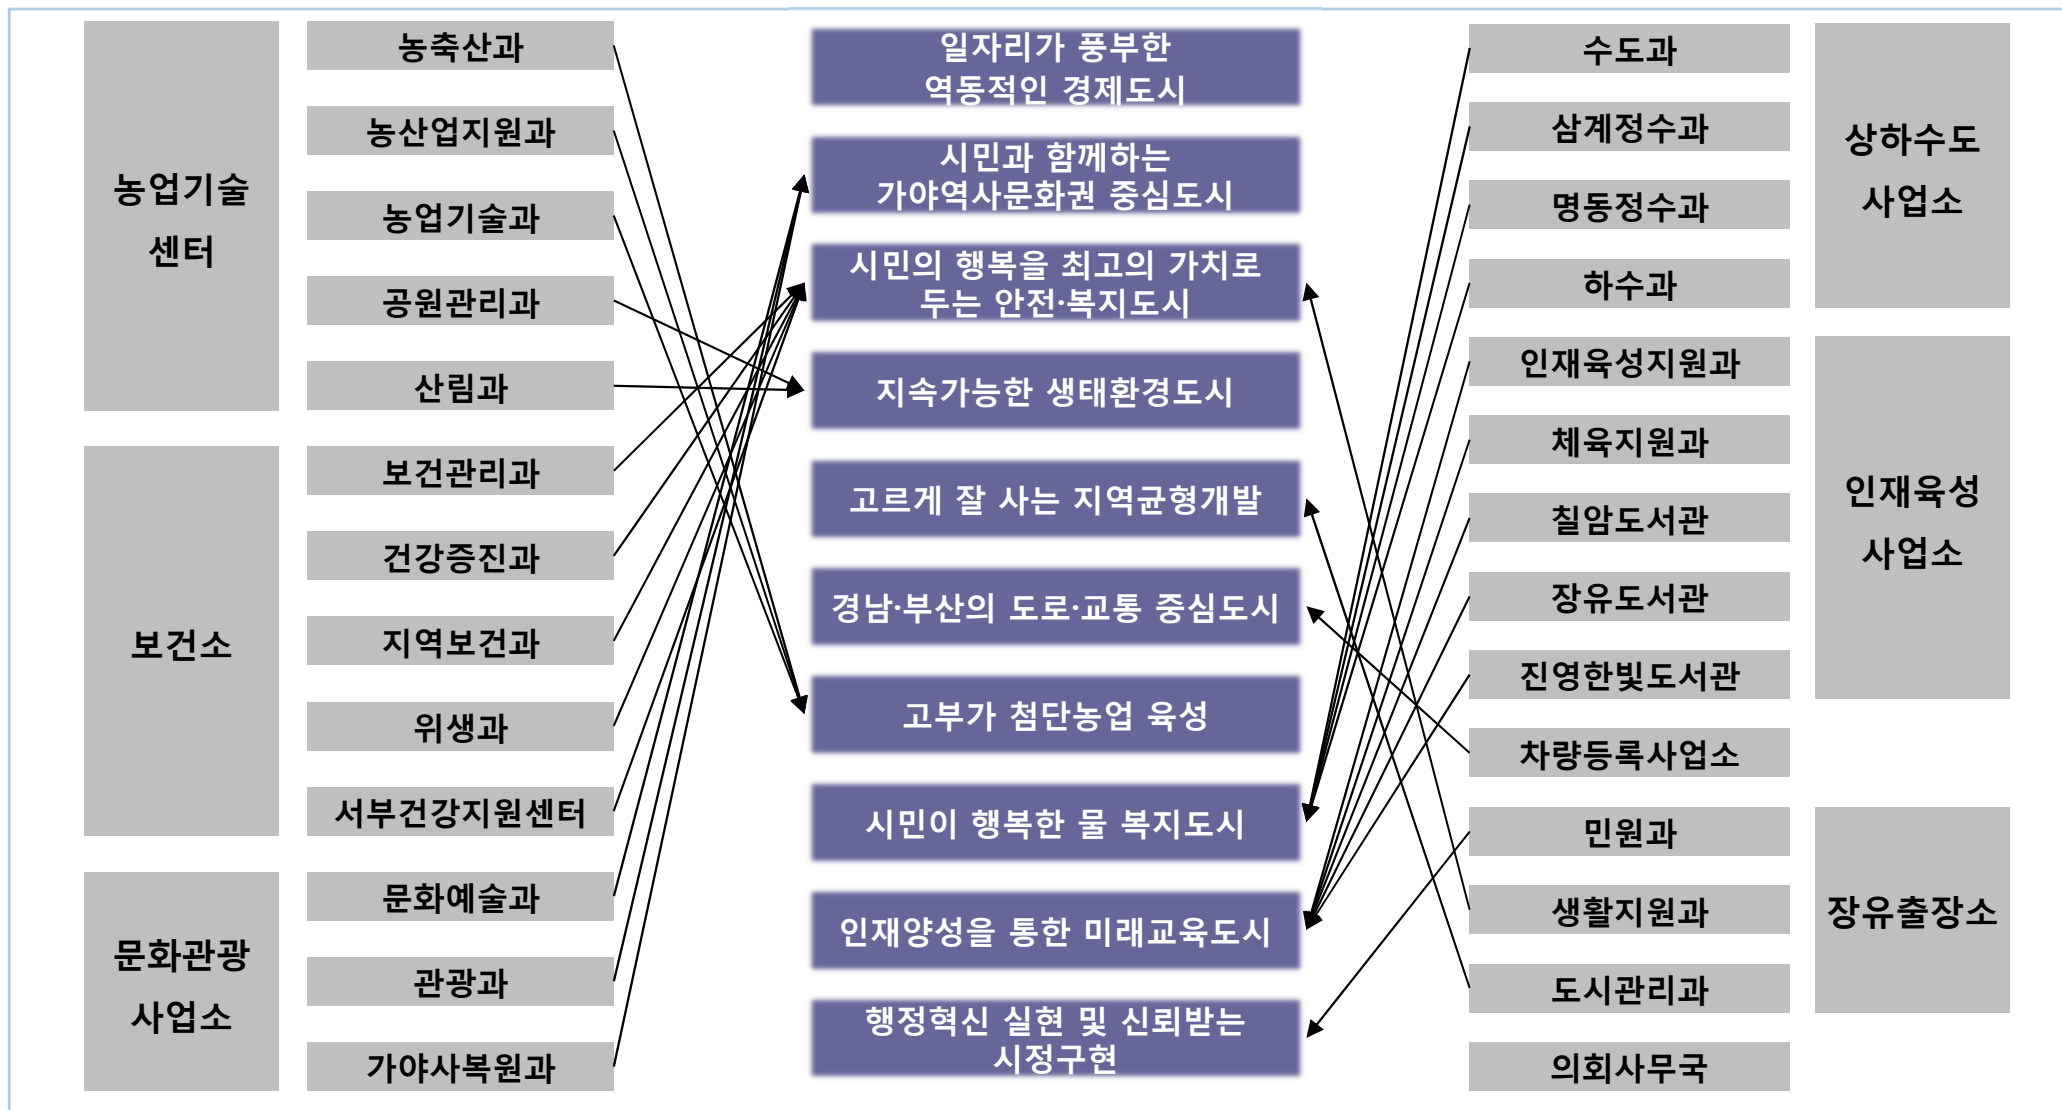 농업기술
센터
보건소
문화관광
사업소
농축산과
농산업지원과
농업기술과
공원관리과
산림과
보건관리과
건강증진과
지역보건과
위생과
서부건강지원센터
문화예술과
관광과
가야사복원과
일자리가 풍부한
역동적인 경제도시
시민과 함께하는
가야역사문화권 중심도시
시민의 행복을 최고의 가치로
두는 안전·복지도시
지속가능한 생태환경도시
고르게 잘 사는 지역균형개발
경남·부산의 도로·교통 중심도시
고부가 첨단농업 육성
시민이 행복한 물 복지도시
인재양성을 통한 미래교육도시
행정혁신 실현 및 신뢰받는
시정구현
수도과
삼계정수과
명동정수과
하수과
인재육성지원과
체육지원과
칠암도서관
장유도서관
진영한빛도서관
차량등록사업소
민원과
생활지원과
도시관리과
의회사무국
상하수도
사업소
인재육성
사업소
장유출장소